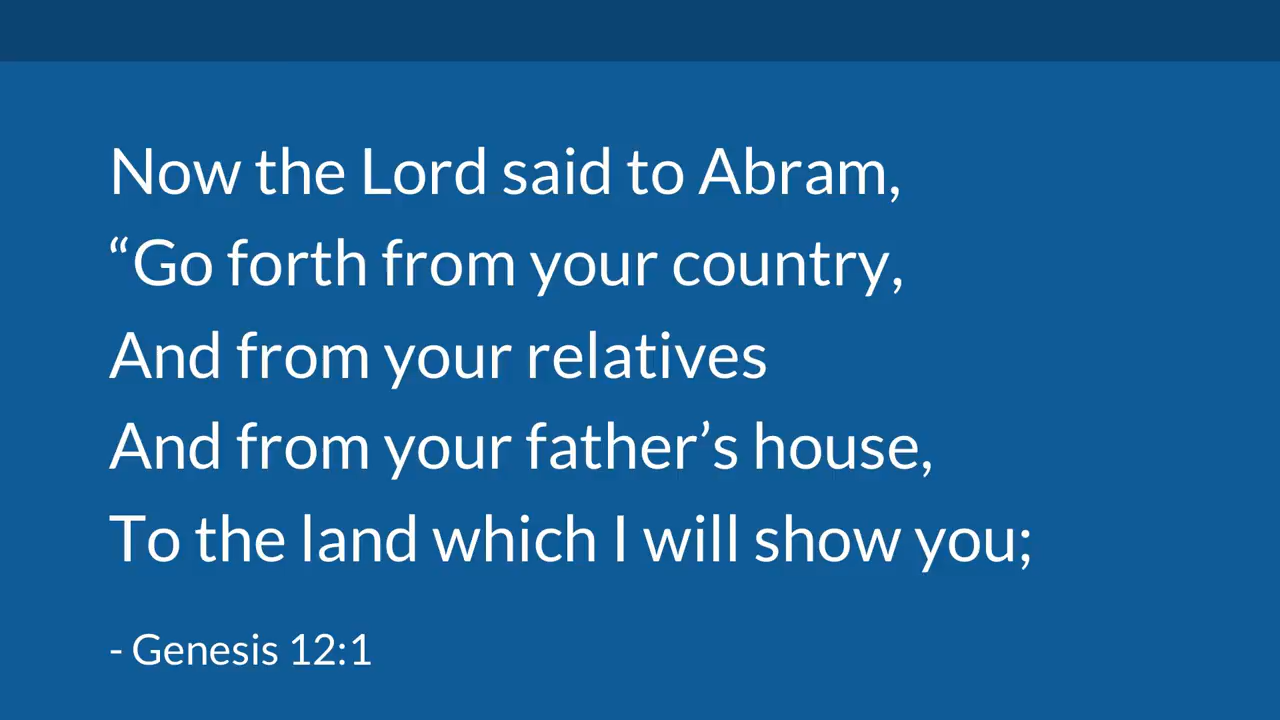 Now the Lord said to Abram,
“Go forth from your country,
And from your relatives
And from your father’s house,
To the land which I will show you;
- Genesis 12:1